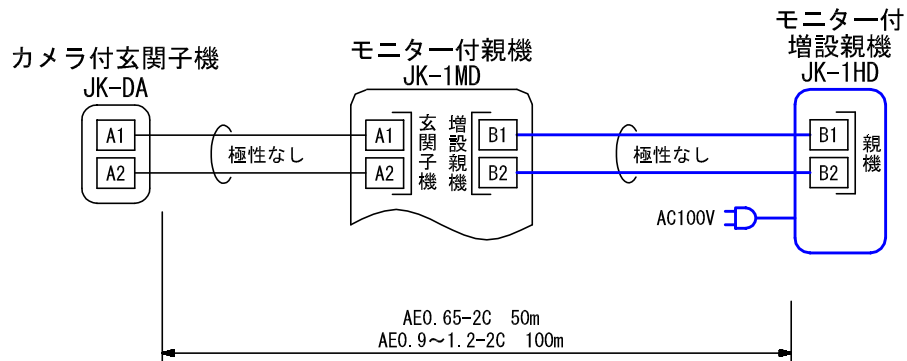 カメラ付玄関子機
JK-DA
A1
A2
極性なし
モニター付親機
JK-1MD
A1
A2
玄関子機
増設親機
B1
B2
極性なし
モニター付
増設親機
JK-1HD
B1
B2
親機
AC100V
AE0.65-2C 50m
AE0.9～1.2-2C 100m